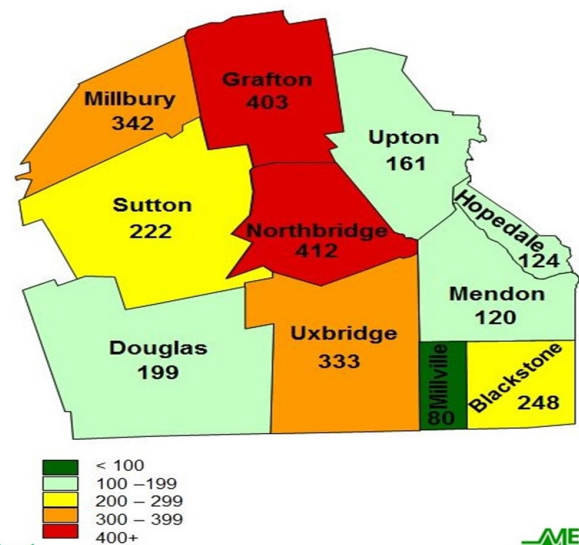 Grafton
403
Millbury
342
Upton
161
Sutton
222
Hopedale
124
Northbridge
412
Mendon
120
Douglas
199
Uxbridge
333
Millville
80
Blackstone
248
< 100
100 –199
200 – 299
300 – 399
400+